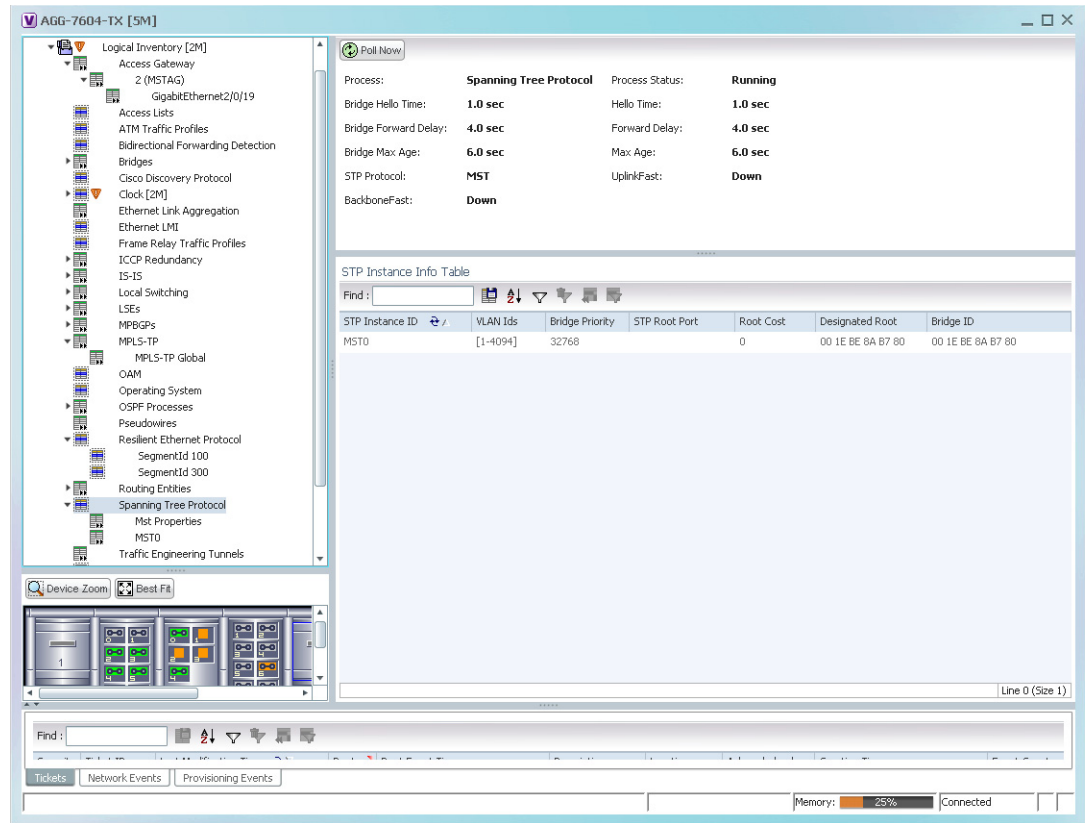 AGG-7604-TX [5M]
Logical Inventory [2M]
Access Gateway
2 (MSTAG)
GigabitEthernet2/0/19
Access Lists
ATM Traffic Profiles
Bidirectional Forwarding Detection
Bridges
Cisco Discovery Protocol
Clock [2M]
Ethernet Link Aggregation
Ethernet LMI
Frame Relay Traffic Profiles
ICCP Redundancy
IS-IS
Local Switching
LSEs
MPBGPs
MPLS-TP
MPLS-TP Global
OAM
Operating System
OSPF Processes
Pseudowires
Resilient Ethernet Protocol
SegmentId 100
SegmentId 300
Routing Entities
Spanning Tree Protocol
Mst Properties
MST0
Traffic Engineering Tunnels
Device Zoom Best Fit
1
Poll Now
Process: Spanning Tree Protocol Process Status: Running
Bridge Hello Time: 1.0 sec Hello Time: 1.0 sec
Bridge Forward Delay: 4.0 sec Forward Delay: 4.0 sec
Bridge Max Age: 6.0 sec Max Age: 6.0 sec
STP Protocol: MST UplinkFast: Down
BackboneFast: Down
STP Instance Info Table
Find :
STP Instance ID VLAN Ids Bridge Priority STP Root Port Root Cost Designated Root Bridge ID
MST0 [1-4094] 32768 0 00 1E BE 8A B7 80 00 1E BE 8A B7 80
Line 0 (Size 1)
Find :
Tickets Network Events Provisioning Events
Memory: 25% Connected